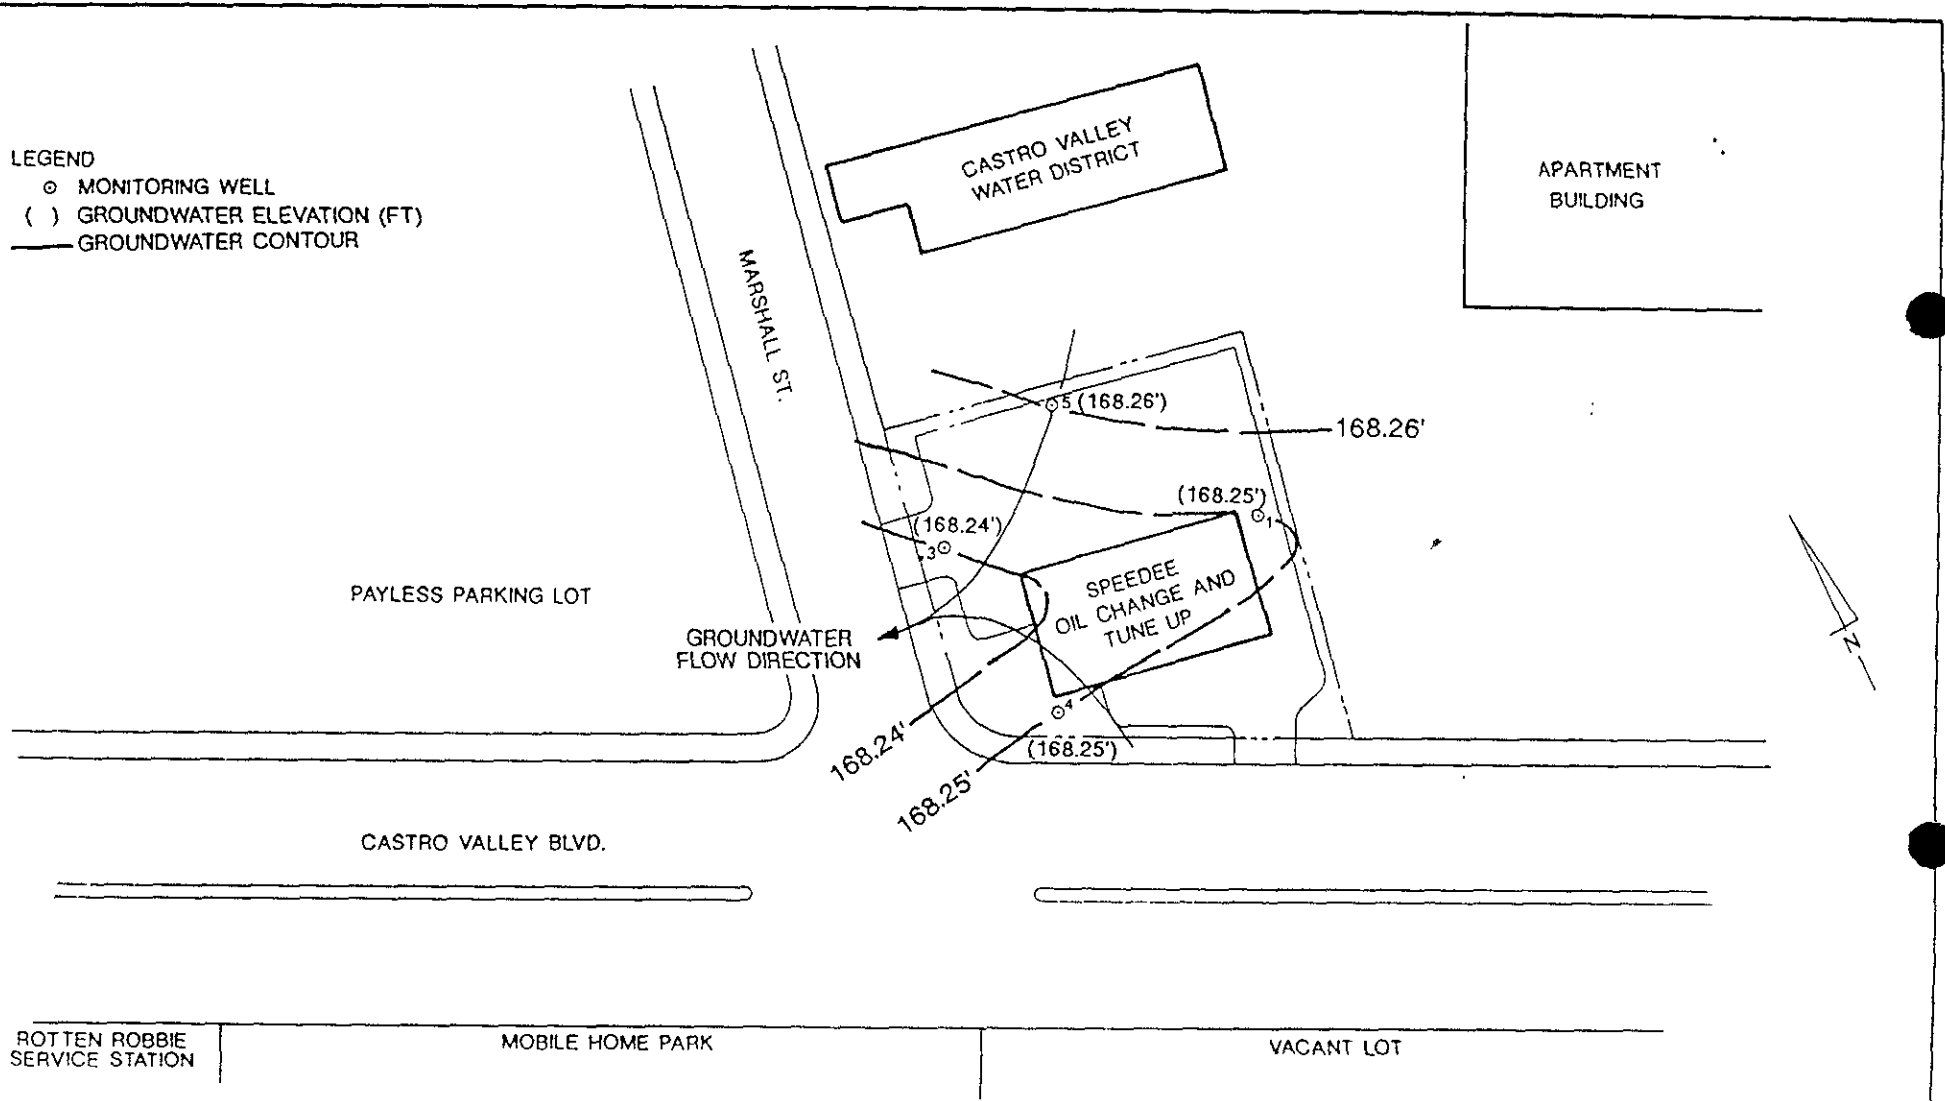 LEGEND
⊙ MONITORING WELL
( ) GROUNDWATER ELEVATION (FT)
GROUNDWATER CONTOUR
CASTRO VALLEY
WATER DISTRICT
APARTMENT
BUILDING
MARSHALL ST.
5 (168.26')
168.26'
(168.25')
1
(168.24')
3
PAYLESS PARKING LOT
SPEEDEE
OIL CHANGE AND
TUNE UP
GROUNDWATER
FLOW DIRECTION
N
4
(168.25')
168.24'
168.25'
CASTRO VALLEY BLVD.
ROTTEN ROBBIE
SERVICE STATION
MOBILE HOME PARK
VACANT LOT